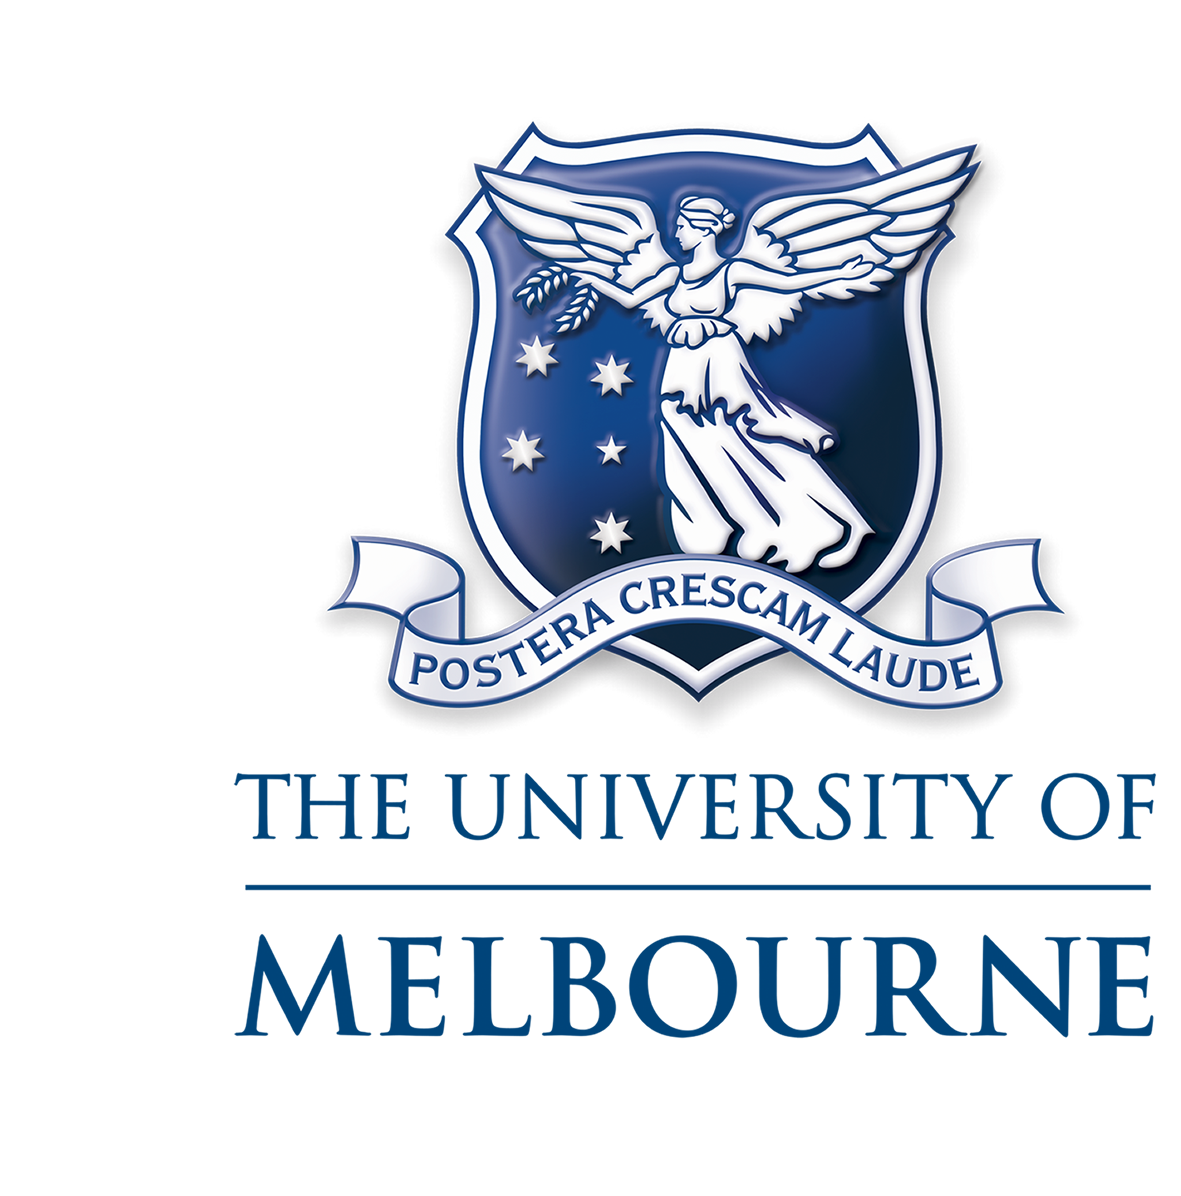 POSTERA CRESCAM LAUDE
THE UNIVERSITY OF
MELBOURNE